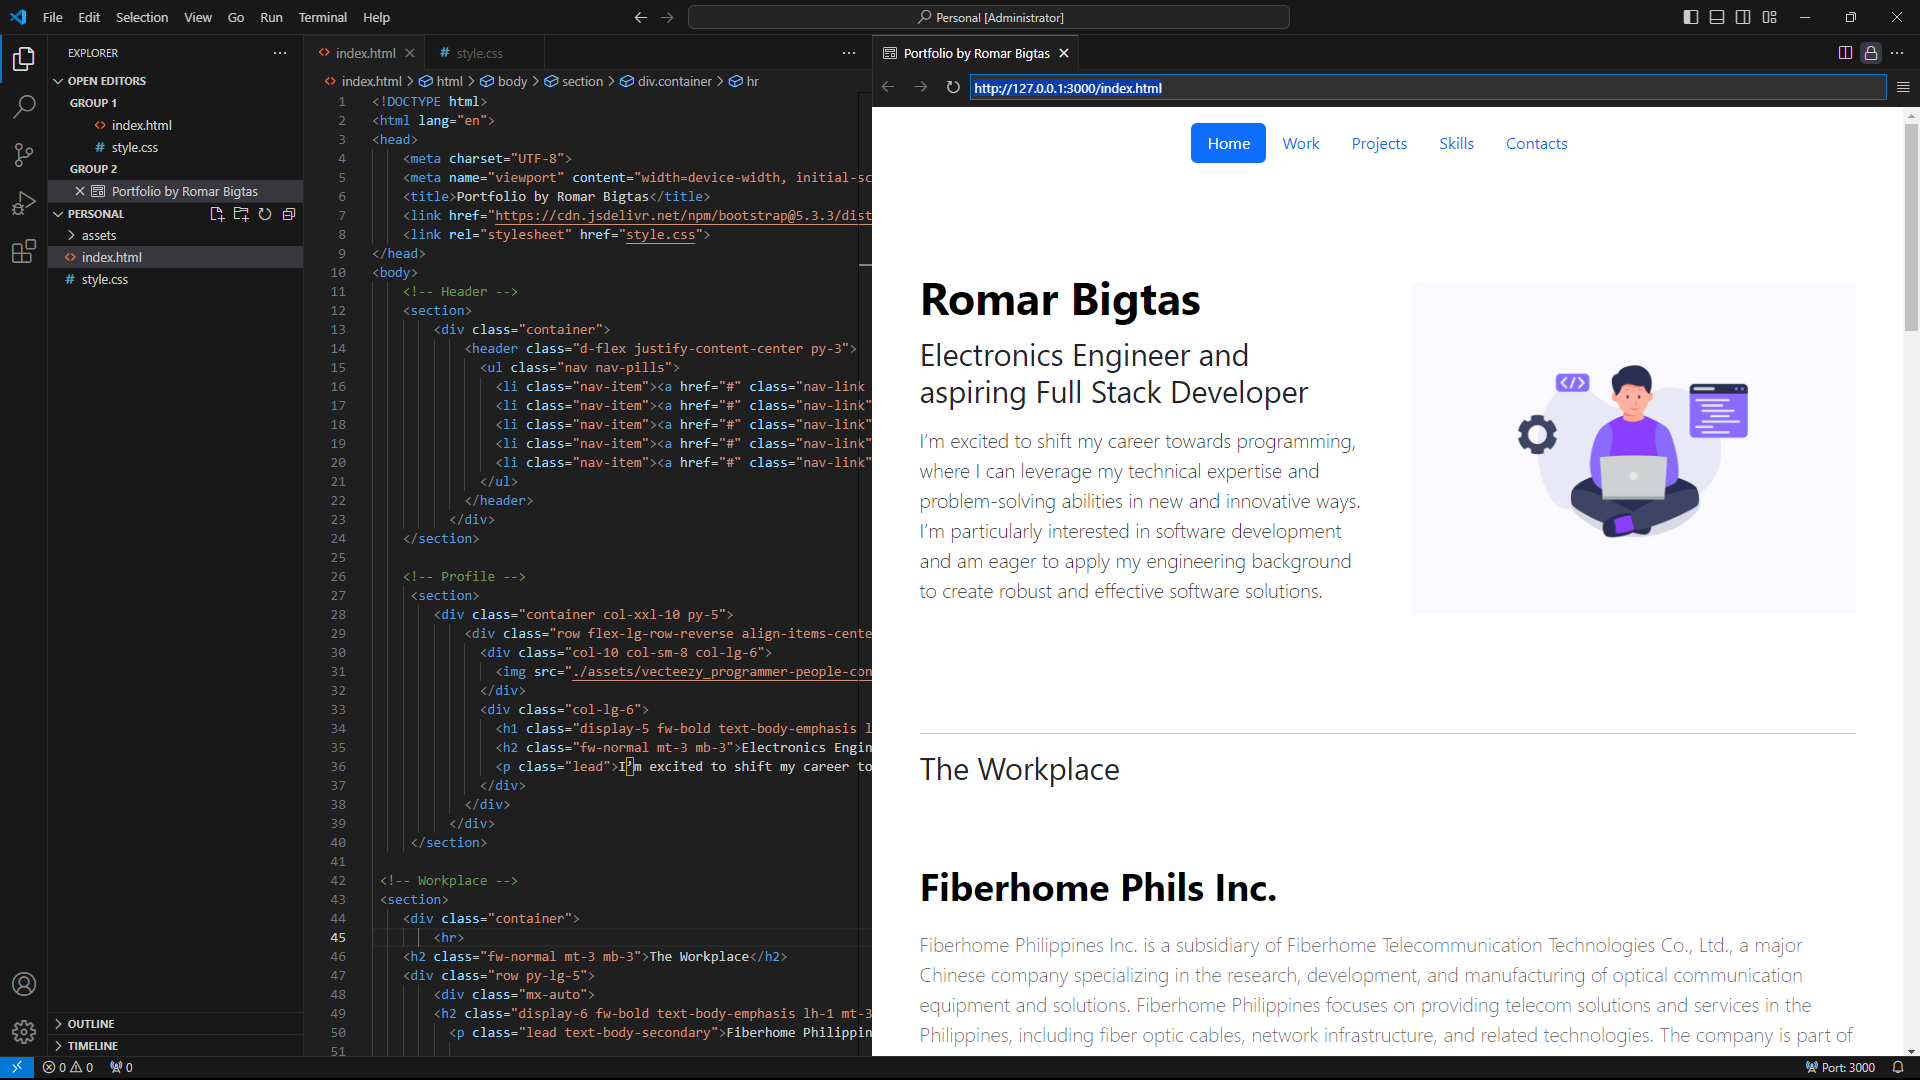 File Edit Selection View Go Run Terminal Help
Personal [Administrator]
EXPLORER
OPEN EDITORS
GROUP 1
index.html
style.css
GROUP 2
Portfolio by Romar Bigtas
PERSONAL
assets
index.html
style.css
OUTLINE
TIMELINE
index.html
style.css
index.html > html > body > section > div.container > hr
1 <!DOCTYPE html>
2 <html lang="en">
3 <head>
4 <meta charset="UTF-8">
5 <meta name="viewport" content="width=device-width, initial-sc
6 <title>Portfolio by Romar Bigtas</title>
7 <link href="https://cdn.jsdelivr.net/npm/bootstrap@5.3.3/dist
8 <link rel="stylesheet" href="style.css">
9 </head>
10 <body>
11 <!-- Header -->
12 <section>
13 <div class="container">
14 <header class="d-flex justify-content-center py-3">
15 <ul class="nav nav-pills">
16 <li class="nav-item"><a href="#" class="nav-link
17 <li class="nav-item"><a href="#" class="nav-link"
18 <li class="nav-item"><a href="#" class="nav-link"
19 <li class="nav-item"><a href="#" class="nav-link"
20 <li class="nav-item"><a href="#" class="nav-link"
21 </ul>
22 </header>
23 </div>
24 </section>
25
26 <!-- Profile -->
27 <section>
28 <div class="container col-xxl-10 py-5">
29 <div class="row flex-lg-row-reverse align-items-cente
30 <div class="col-10 col-sm-8 col-lg-6">
31 <img src="./assets/vecteezy_programmer-people-con
32 </div>
33 <div class="col-lg-6">
34 <h1 class="display-5 fw-bold text-body-emphasis l
35 <h2 class="fw-normal mt-3 mb-3">Electronics Engin
36 <p class="lead">I’m excited to shift my career to
37 </div>
38 </div>
39 </div>
40 </section>
41
42 <!-- Workplace -->
43 <section>
44 <div class="container">
45 <hr>
46 <h2 class="fw-normal mt-3 mb-3">The Workplace</h2>
47 <div class="row py-lg-5">
48 <div class="mx-auto">
49 <h2 class="display-6 fw-bold text-body-emphasis lh-1 mt-3
50 <p class="lead text-body-secondary">Fiberhome Philippin
51
Portfolio by Romar Bigtas
http://127.0.0.1:3000/index.html
Home Work Projects Skills Contacts
Romar Bigtas
Electronics Engineer and
aspiring Full Stack Developer
I’m excited to shift my career towards programming,
where I can leverage my technical expertise and
problem-solving abilities in new and innovative ways.
I’m particularly interested in software development
and am eager to apply my engineering background
to create robust and effective software solutions.
</>
The Workplace
Fiberhome Phils Inc.
Fiberhome Philippines Inc. is a subsidiary of Fiberhome Telecommunication Technologies Co., Ltd., a major
Chinese company specializing in the research, development, and manufacturing of optical communication
equipment and solutions. Fiberhome Philippines focuses on providing telecom solutions and services in the
Philippines, including fiber optic cables, network infrastructure, and related technologies. The company is part of
0 0 0
Port: 3000